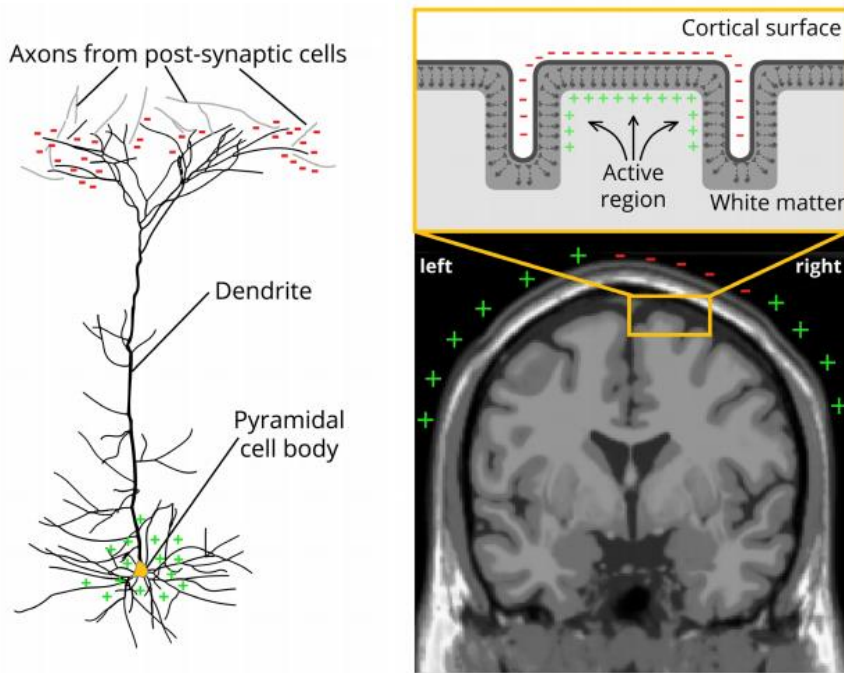 Axons from post-synaptic cells
Dendrite
Pyramidal
cell body
Cortical surface
Active
region
White matter
left
right